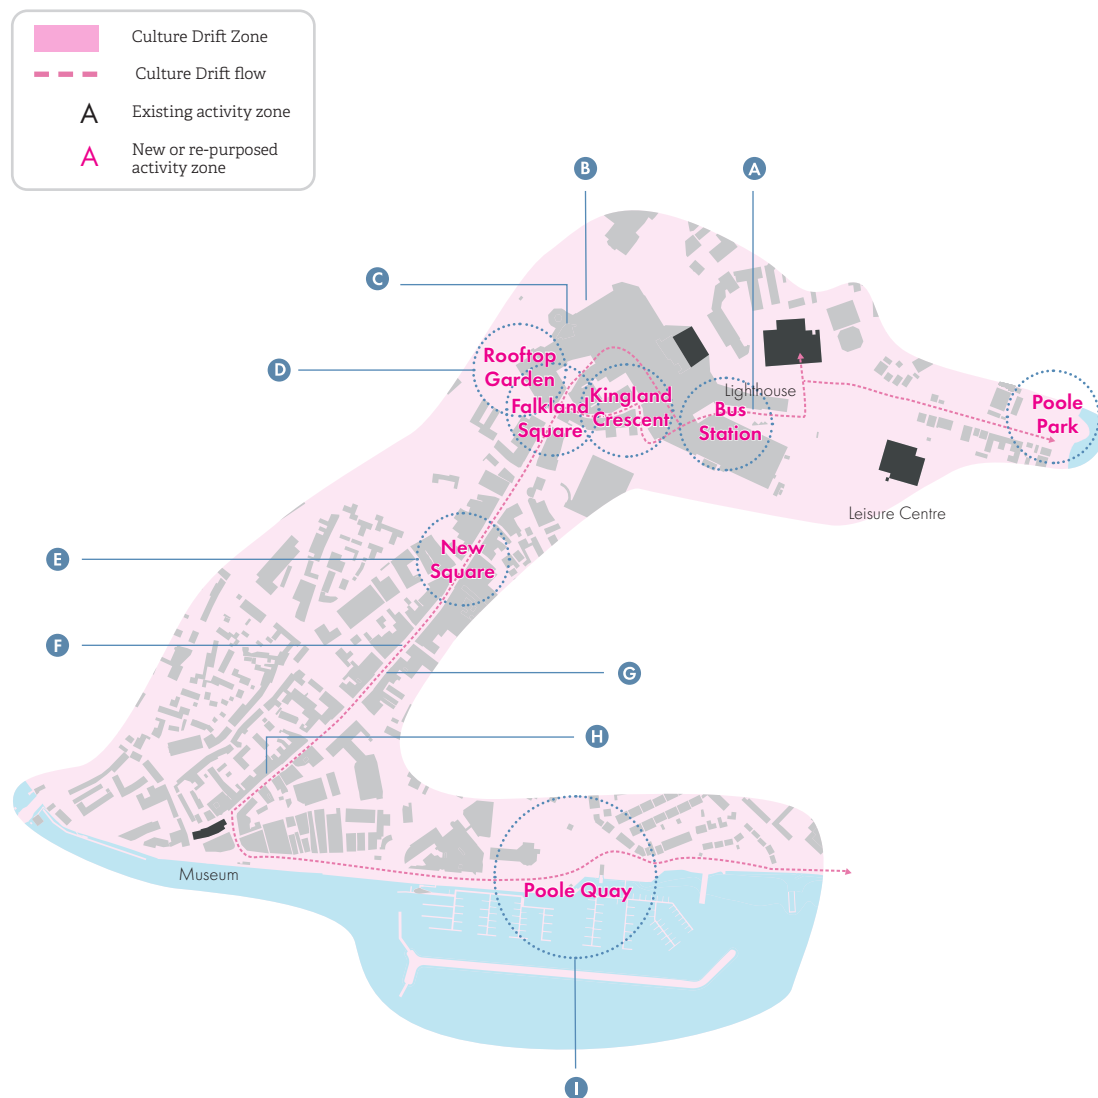 Culture Drift Zone
Culture Drift flow
A Existing activity zone
A New or re-purposed
activity zone
B
A
C
D
Rooftop
Garden
Falkland
Square
Kingland
Crescent
Lighthouse
Bus
Station
Poole
Park
Leisure Centre
E
New
Square
F
G
H
Museum
Poole Quay
I